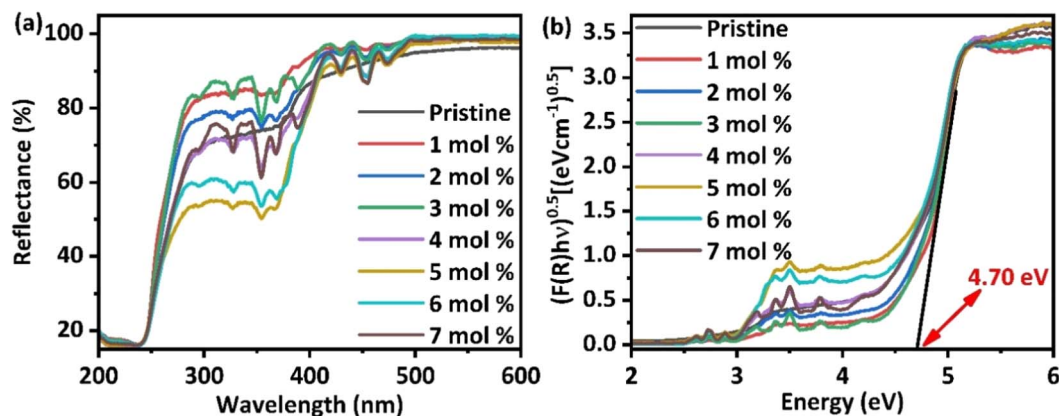 (a)
Reflectance (%)
100
80
60
40
20
200
300
400
500
600
Wavelength (nm)
Pristine
1 mol %
2 mol %
3 mol %
4 mol %
5 mol %
6 mol %
7 mol %
(b)
(F(R)hν)^0.5[(eVcm^-1)^0.5]
3.5
3.0
2.5
2.0
1.5
1.0
0.5
0.0
2
3
4
5
6
Energy (eV)
Pristine
1 mol %
2 mol %
3 mol %
4 mol %
5 mol %
6 mol %
7 mol %
4.70 eV